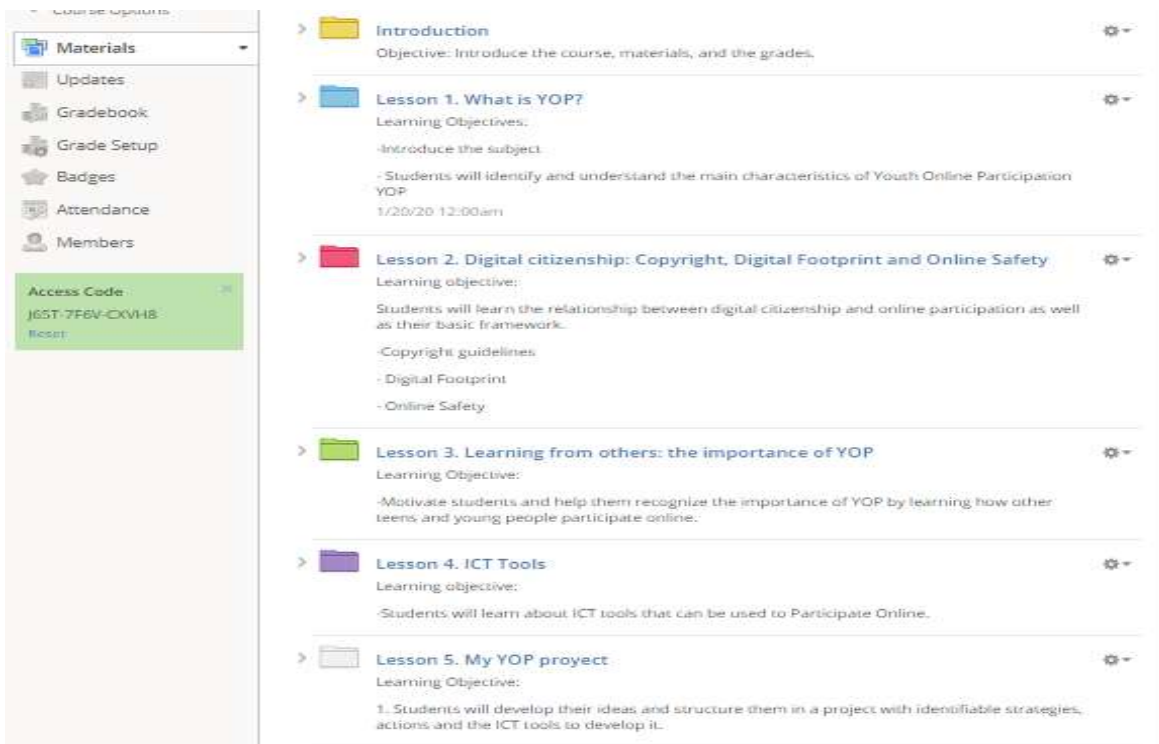 Course Options
Materials
Updates
Gradebook
Grade Setup
Badges
Attendance
Members
Access Code
J65T-7F6V-CXVH8
Reset
Introduction
Objective: Introduce the course, materials, and the grades.
Lesson 1. What is YOP?
Learning Objectives:
-Introduce the subject
- Students will identify and understand the main characteristics of Youth Online Participation
YOP
1/20/20 12:00am
Lesson 2. Digital citizenship: Copyright, Digital Footprint and Online Safety
Learning objective:
Students will learn the relationship between digital citizenship and online participation as well
as their basic framework.
-Copyright guidelines
- Digital Footprint
- Online Safety
Lesson 3. Learning from others: the importance of YOP
Learning Objective:
-Motivate students and help them recognize the importance of YOP by learning how other
teens and young people participate online.
Lesson 4. ICT Tools
Learning objective:
-Students will learn about ICT tools that can be used to Participate Online.
Lesson 5. My YOP proyect
Learning Objective:
1. Students will develop their ideas and structure them in a project with identifiable strategies,
actions and the ICT tools to develop it.